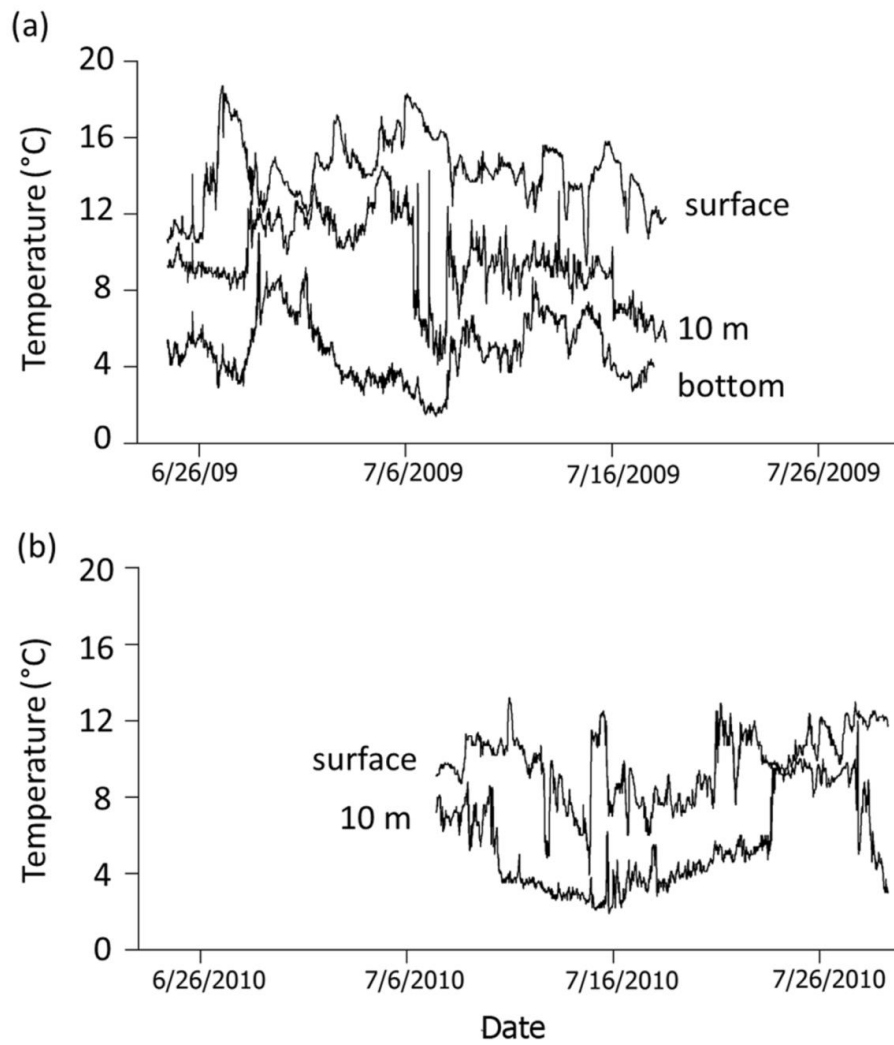 (a)
20
16
12
8
4
0
Temperature (°C)
surface
10 m
bottom
6/26/09
7/6/2009
7/16/2009
7/26/2009
(b)
20
16
12
8
4
0
Temperature (°C)
surface
10 m
6/26/2010
7/6/2010
7/16/2010
7/26/2010
Date